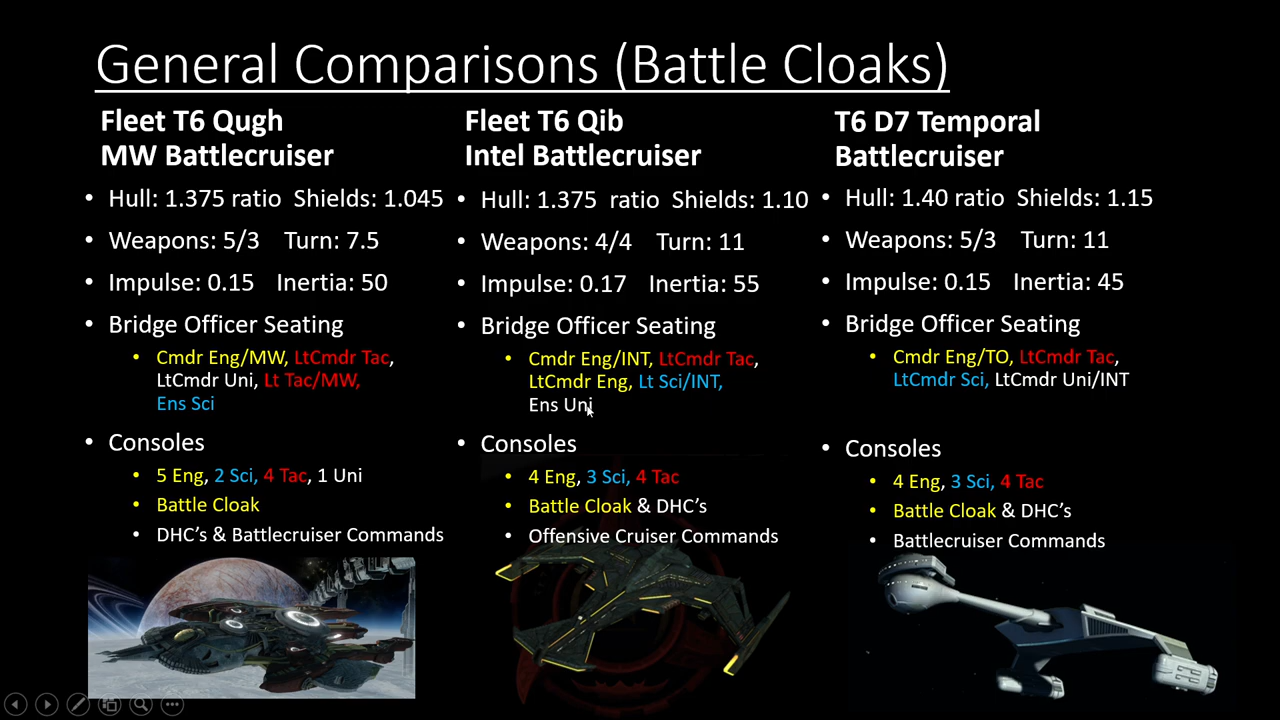 General Comparisons (Battle Cloaks)
Fleet T6 Qugh
MW Battlecruiser
• Hull: 1.375 ratio Shields: 1.045
• Weapons: 5/3 Turn: 7.5
• Impulse: 0.15 Inertia: 50
• Bridge Officer Seating
• Cmdr Eng/MW, LtCmdr Tac,
LtCmdr Uni, Lt Tac/MW,
Ens Sci
• Consoles
• 5 Eng, 2 Sci, 4 Tac, 1 Uni
• Battle Cloak
• DHC's & Battlecruiser Commands
Fleet T6 Qib
Intel Battlecruiser
• Hull: 1.375 ratio Shields: 1.10
• Weapons: 4/4 Turn: 11
• Impulse: 0.17 Inertia: 55
• Bridge Officer Seating
• Cmdr Eng/INT, LtCmdr Tac,
LtCmdr Eng, Lt Sci/INT,
Ens Uni
• Consoles
• 4 Eng, 3 Sci, 4 Tac
• Battle Cloak & DHC's
• Offensive Cruiser Commands
T6 D7 Temporal
Battlecruiser
• Hull: 1.40 ratio Shields: 1.15
• Weapons: 5/3 Turn: 11
• Impulse: 0.15 Inertia: 45
• Bridge Officer Seating
• Cmdr Eng/TO, LtCmdr Tac,
LtCmdr Sci, LtCmdr Uni/INT
• Consoles
• 4 Eng, 3 Sci, 4 Tac
• Battle Cloak & DHC's
• Battlecruiser Commands